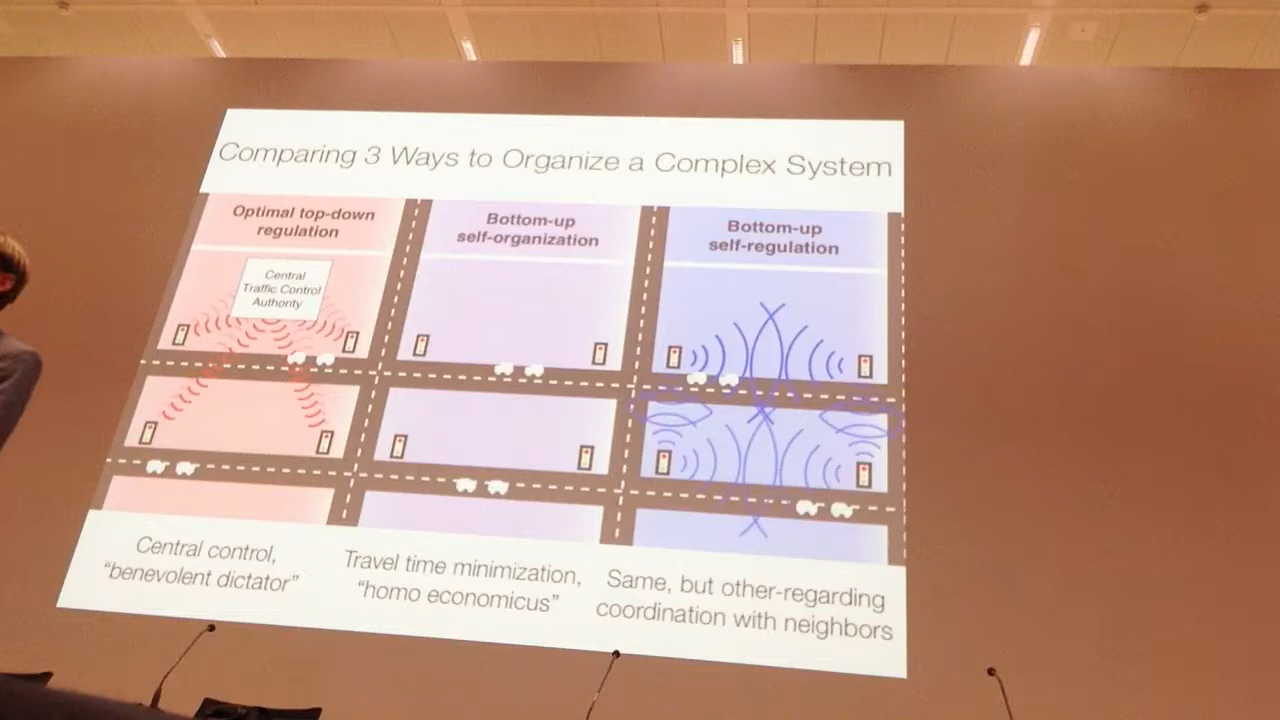 Comparing 3 Ways to Organize a Complex System
Optimal top-down
regulation
Bottom-up
self-organization
Bottom-up
self-regulation
Central
Traffic Control
Authority
Central control,
“benevolent dictator”
Travel time minimization,
“homo economicus”
Same, but other-regarding
coordination with neighbors